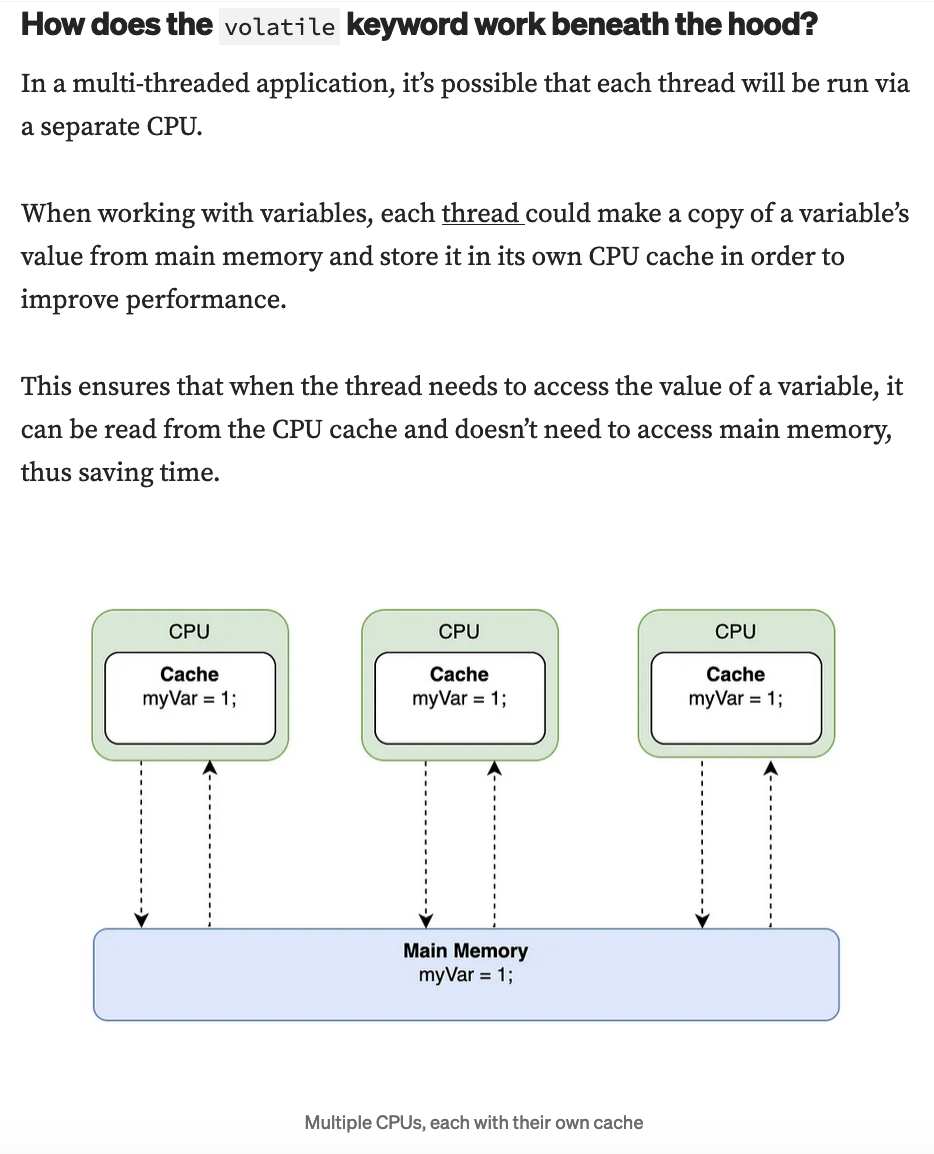 How does the volatile keyword work beneath the hood?
In a multi-threaded application, it’s possible that each thread will be run via
a separate CPU.
When working with variables, each thread could make a copy of a variable’s
value from main memory and store it in its own CPU cache in order to
improve performance.
This ensures that when the thread needs to access the value of a variable, it
can be read from the CPU cache and doesn’t need to access main memory,
thus saving time.
CPU
Cache
myVar = 1;
CPU
Cache
myVar = 1;
CPU
Cache
myVar = 1;
Main Memory
myVar = 1;
Multiple CPUs, each with their own cache